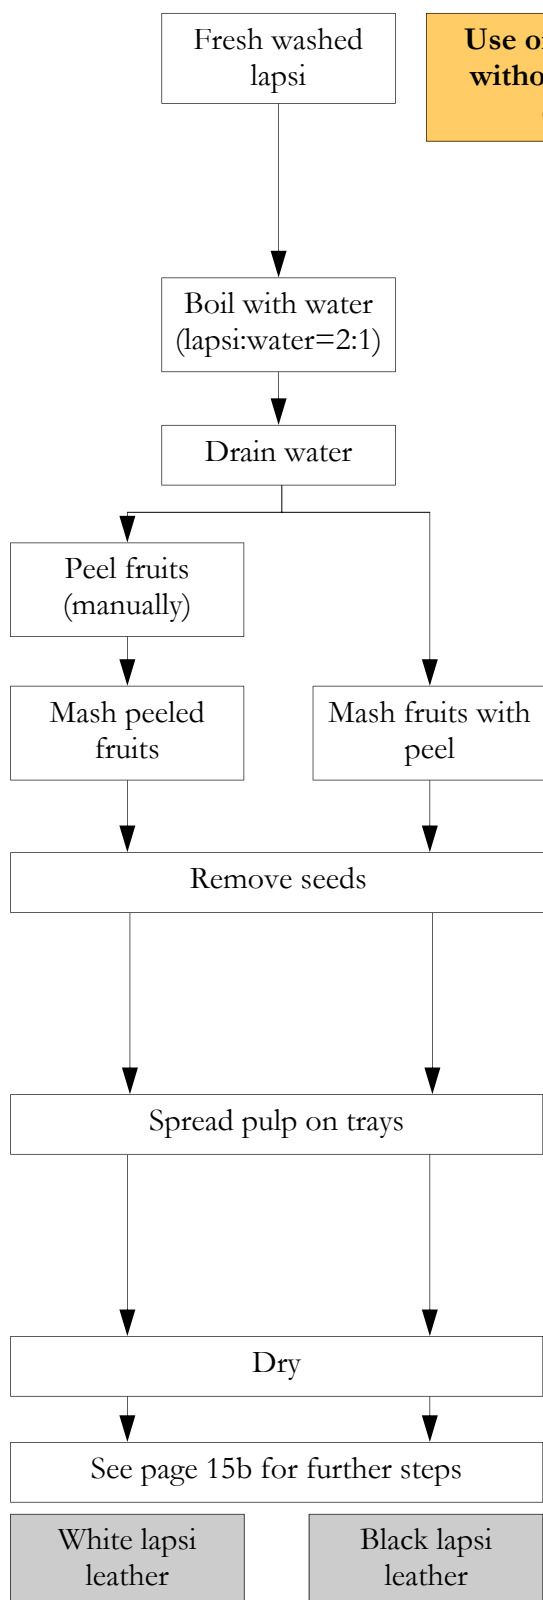 Fresh washed
lapsi
Use
witho
Boil with water
(lapsi:water=2:1)
Drain water
Peel fruits
(manually)
Mash peeled
fruits
Mash fruits with
peel
Remove seeds
Spread pulp on trays
Dry
See page 15b for further steps
White lapsi
leather
Black lapsi
leather